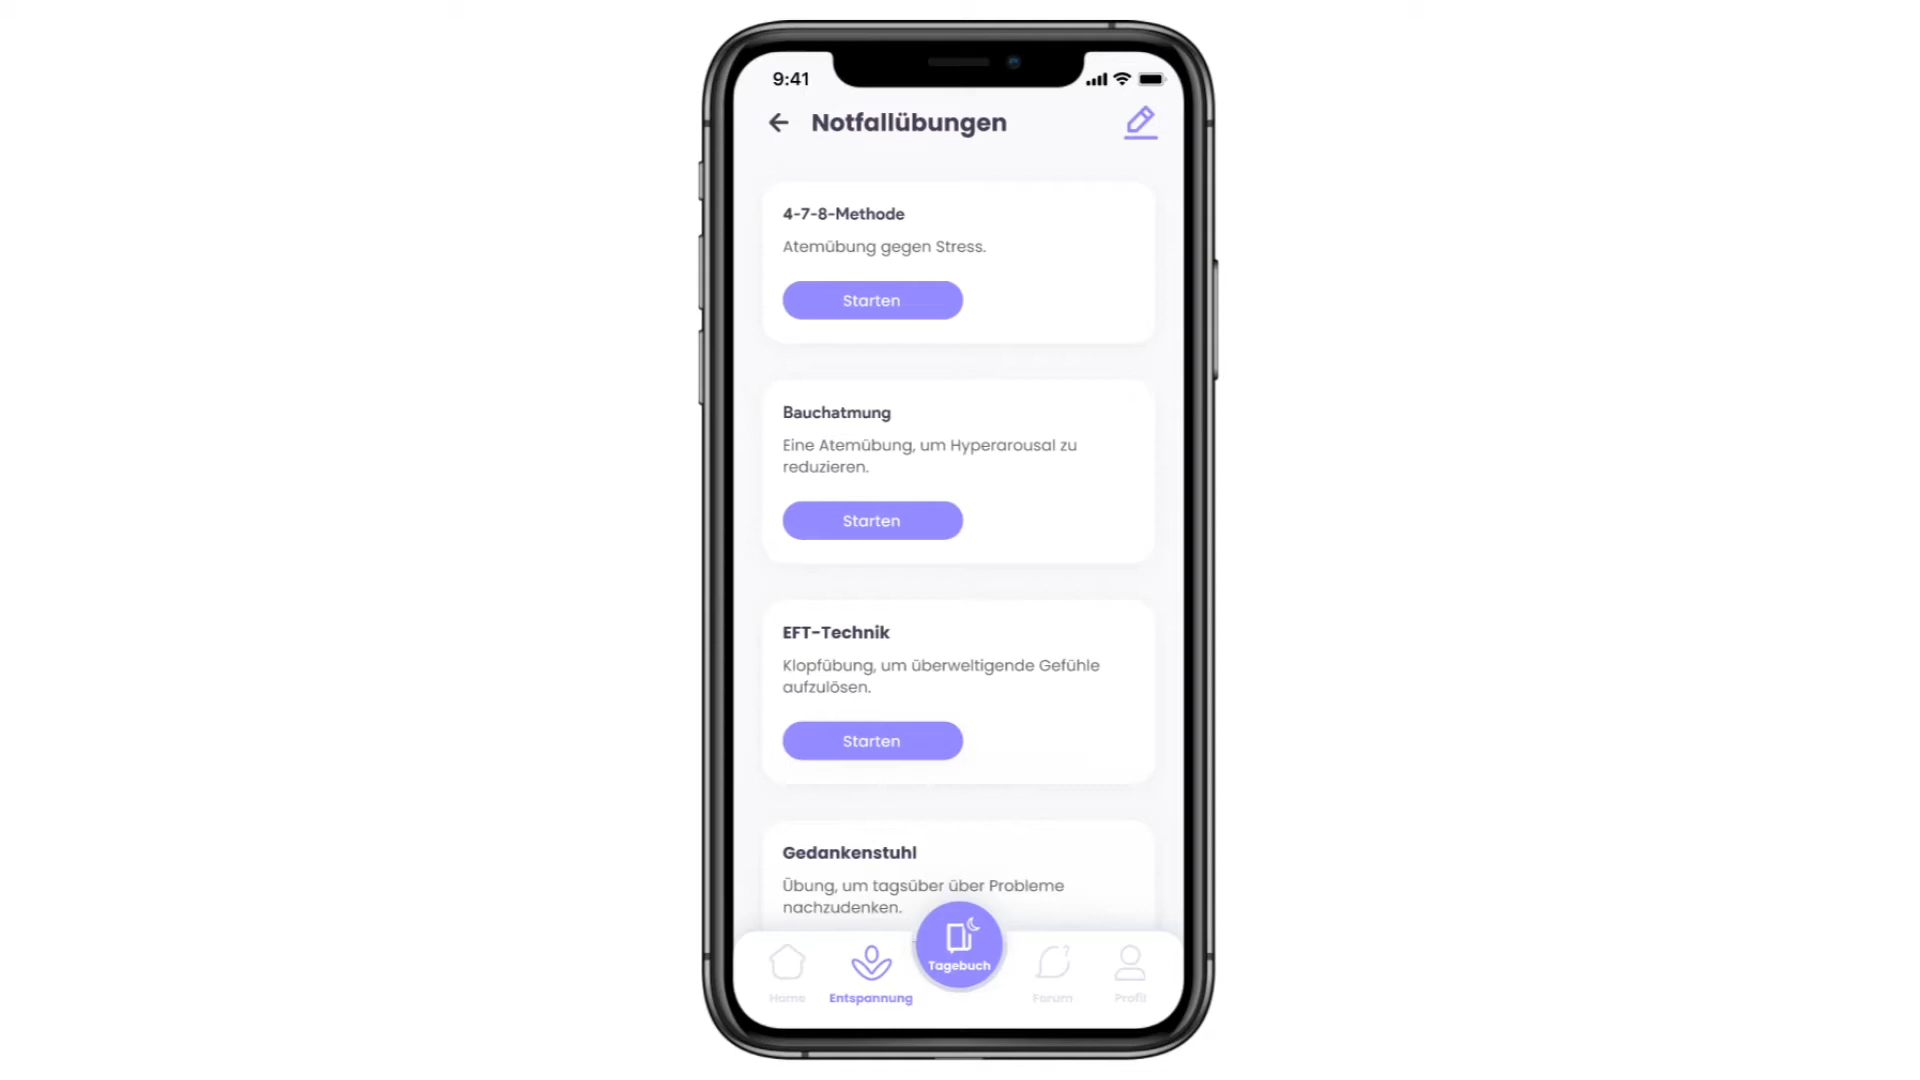 9:41
Notfallübungen
4-7-8-Methode
Atemübung gegen Stress.
Starten
Bauchatmung
Eine Atemübung, um Hyperarousal zu
reduzieren.
Starten
EFT-Technik
Klopfübung, um überweltigende Gefühle
aufzulösen.
Starten
Gedankenstuhl
Übung, um tagsüber über Probleme
nachzudenken.
Home
Entspannung
Tagebuch
Forum
Profil